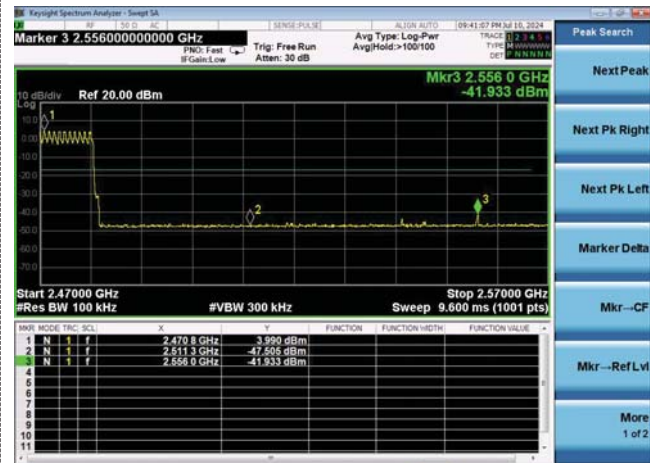 Keysight Spectrum Analyzer - Swept SA
RF 50 Ω AC SENSE:PULSE ALIGN AUTO 09:41:07 PM Jul 10, 2024
Marker 3 2.556000000000 GHz
PNO: Fast
IFGain:Low
Trig: Free Run
Atten: 30 dB
Avg Type: Log-Pwr
Avg|Hold:>100/100
TRACE 1 2 3 4 5 6
TYPE M W W W W W
DET P N N N N N
Peak Search
Mkr3 2.556 0 GHz
-41.933 dBm
10 dB/div Ref 20.00 dBm
Log
10.0
0.00
-10.0
-20.0
-30.0
-40.0
-50.0
-60.0
-70.0
1
2
3
Start 2.47000 GHz
Stop 2.57000 GHz
#Res BW 100 kHz
#VBW 300 kHz
Sweep 9.600 ms (1001 pts)
MKR MODE TRC SCL X Y FUNCTION FUNCTION WIDTH FUNCTION VALUE
1 N 1 f 2.470 8 GHz 3.990 dBm
2 N 1 f 2.511 3 GHz -47.505 dBm
3 N 1 f 2.556 0 GHz -41.933 dBm
4
5
6
7
8
9
10
11
Next Peak
Next Pk Right
Next Pk Left
Marker Delta
Mkr→CF
Mkr→Ref Lvl
More
1 of 2